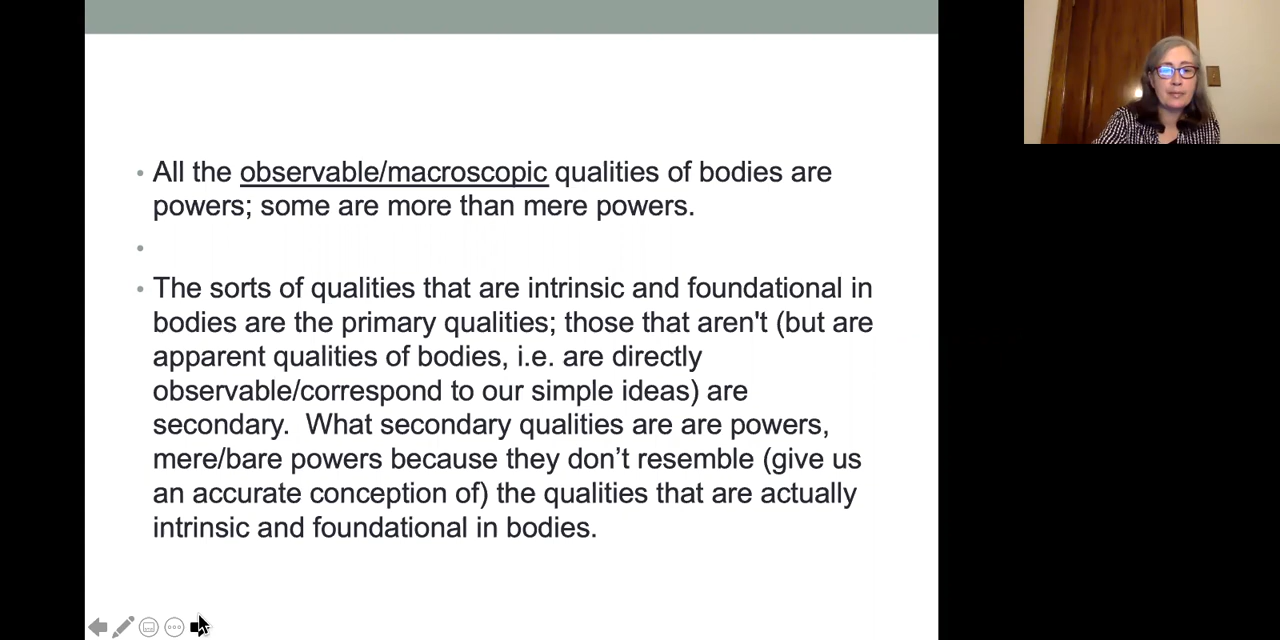 All the observable/macroscopic qualities of bodies are
powers; some are more than mere powers.
The sorts of qualities that are intrinsic and foundational in
bodies are the primary qualities; those that aren't (but are
apparent qualities of bodies, i.e. are directly
observable/correspond to our simple ideas) are
secondary.  What secondary qualities are are powers,
mere/bare powers because they don’t resemble (give us
an accurate conception of) the qualities that are actually
intrinsic and foundational in bodies.